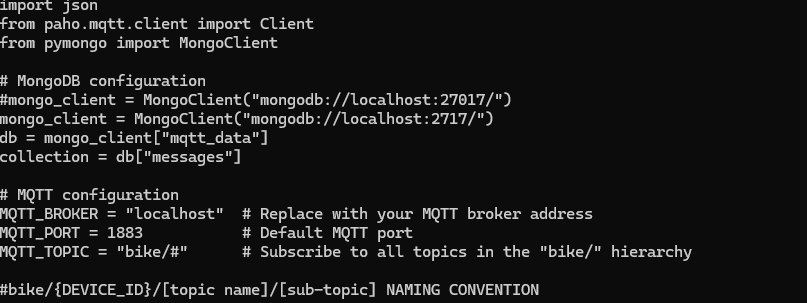 import json
from paho.mqtt.client import Client
from pymongo import MongoClient
# MongoDB configuration
#mongo_client = MongoClient("mongodb://localhost:27017/")
mongo_client = MongoClient("mongodb://localhost:2717/")
db = mongo_client["mqtt_data"]
collection = db["messages"]
# MQTT configuration
MQTT_BROKER = "localhost"  # Replace with your MQTT broker address
MQTT_PORT = 1883           # Default MQTT port
MQTT_TOPIC = "bike/#"      # Subscribe to all topics in the "bike/" hierarchy
#bike/{DEVICE_ID}/[topic name]/[sub-topic] NAMING CONVENTION